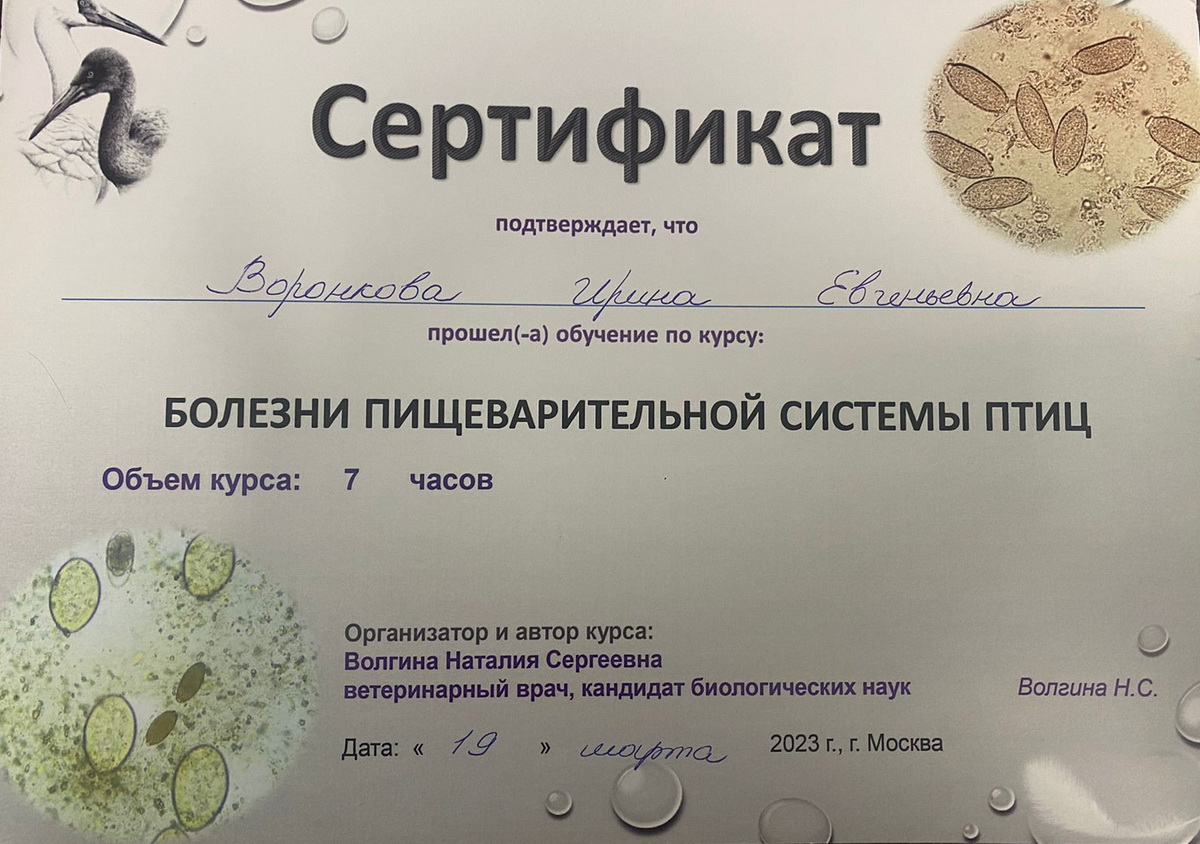 Сертификат
подтверждает, что
Воронкова Ирина Евгеньевна
прошел(-а) обучение по курсу:
БОЛЕЗНИ ПИЩЕВАРИТЕЛЬНОЙ СИСТЕМЫ ПТИЦ
Объем курса: 7 часов
Организатор и автор курса:
Волгина Наталия Сергеевна
ветеринарный врач, кандидат биологических наук Волгина Н.С.
Дата: « 19 » марта 2023 г., г. Москва